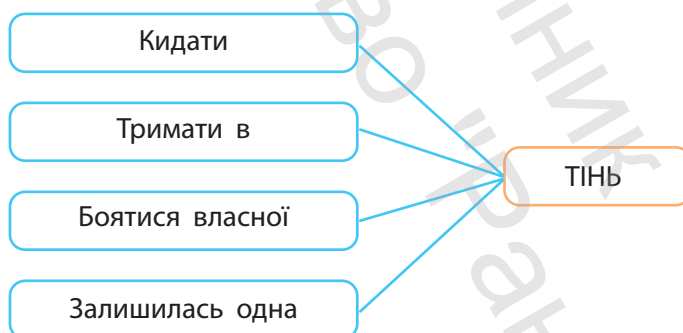 Кидати
Тримати в
Боятися власної
Залишилась одна
ТІНЬ